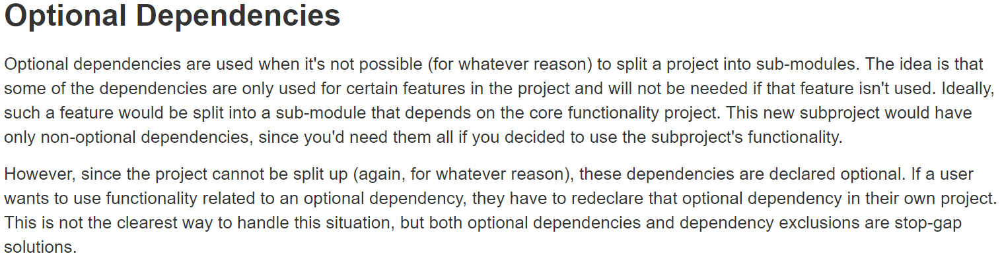 Optional Dependencies
Optional dependencies are used when it's not possible (for whatever reason) to split a project into sub-modules. The idea is that
some of the dependencies are only used for certain features in the project and will not be needed if that feature isn't used. Ideally,
such a feature would be split into a sub-module that depends on the core functionality project. This new subproject would have
only non-optional dependencies, since you'd need them all if you decided to use the subproject's functionality.
However, since the project cannot be split up (again, for whatever reason), these dependencies are declared optional. If a user
wants to use functionality related to an optional dependency, they have to redeclare that optional dependency in their own project.
This is not the clearest way to handle this situation, but both optional dependencies and dependency exclusions are stop-gap
solutions.